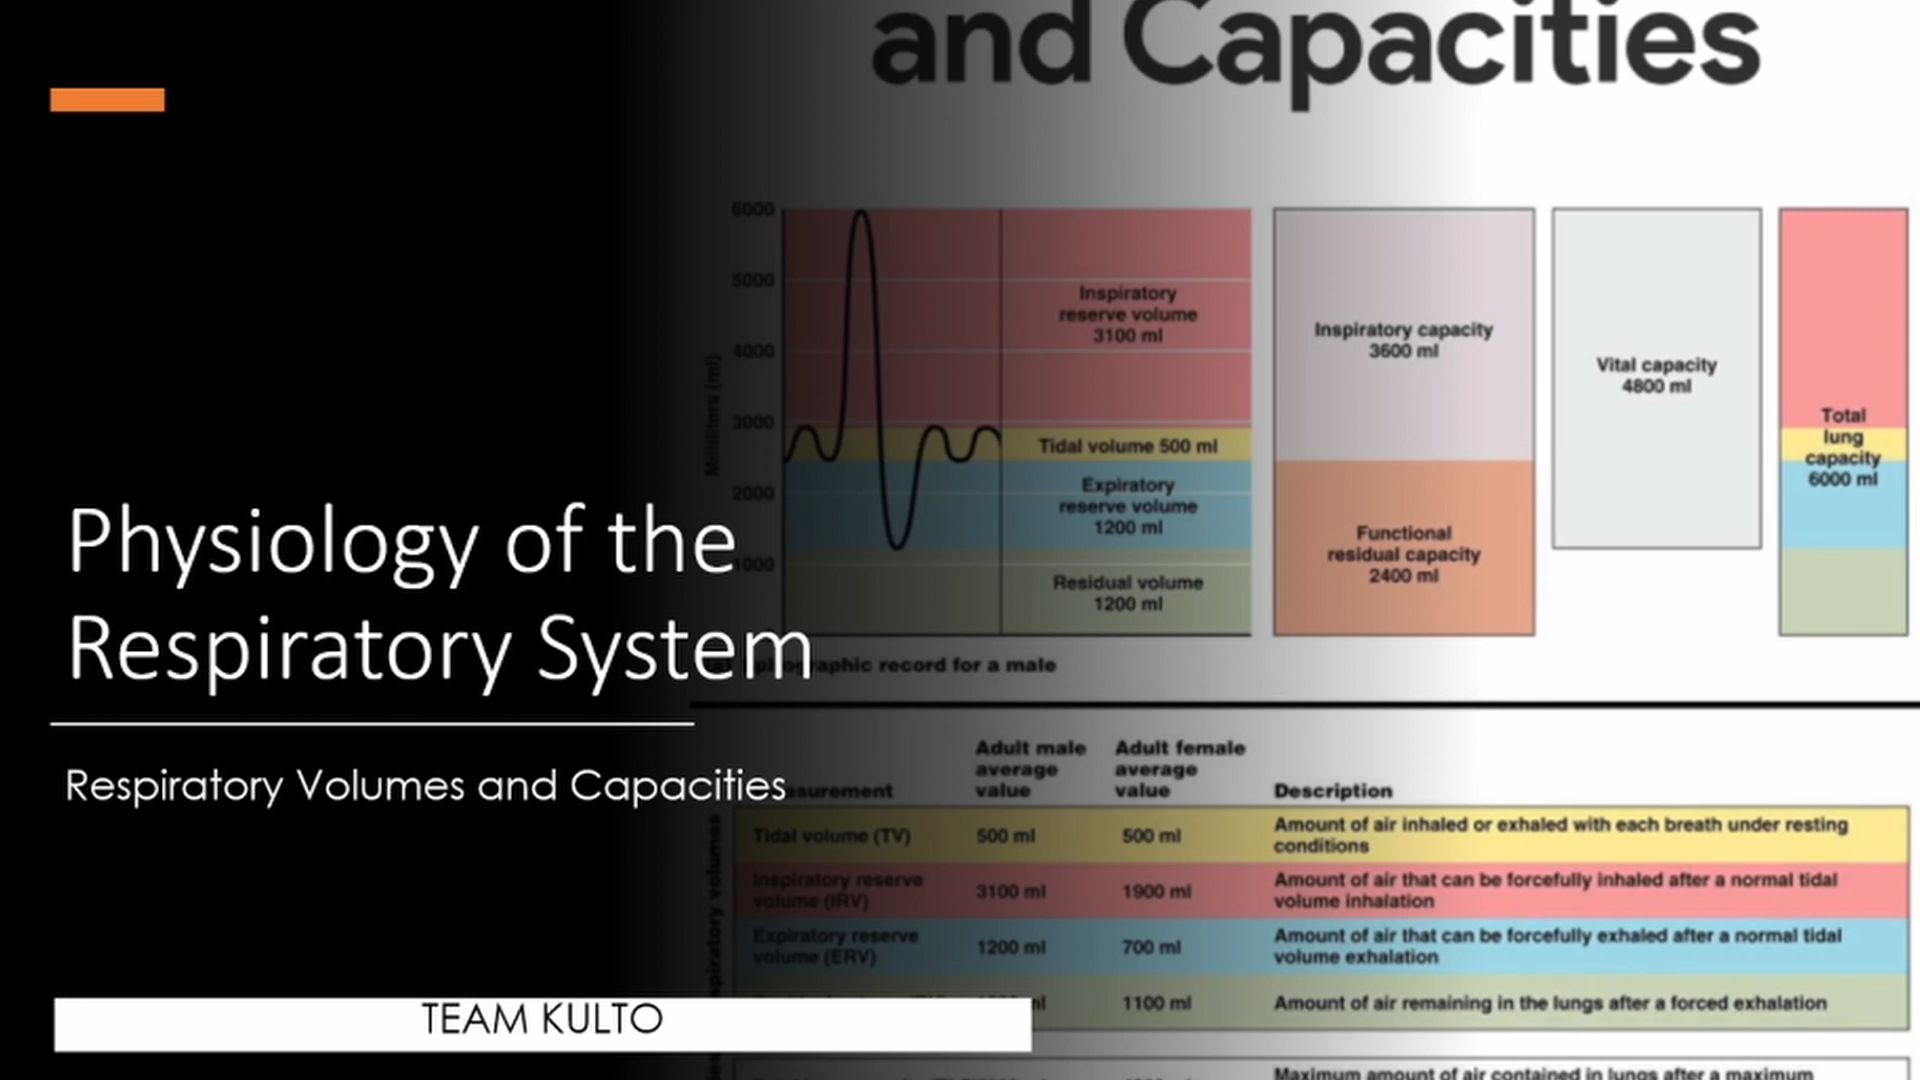 and Capacities
Physiology of the
Respiratory System
Respiratory Volumes and Capacities
TEAM KULTO
Milliliters (ml)
6000
5000
4000
3000
2000
1000
Inspiratory
reserve volume
3100 ml
Tidal volume 500 ml
Expiratory
reserve volume
1200 ml
Residual volume
1200 ml
Inspiratory capacity
3600 ml
Functional
residual capacity
2400 ml
Vital capacity
4800 ml
Total
lung
capacity
6000 ml
record for a male
Adult male
average
value
Adult female
average
value
Description
Tidal volume (TV)
500 ml
500 ml
Amount of air inhaled or exhaled with each breath under resting
conditions
Inspiratory reserve
volume (IRV)
3100 ml
1900 ml
Amount of air that can be forcefully inhaled after a normal tidal
volume inhalation
Expiratory reserve
volume (ERV)
1200 ml
700 ml
Amount of air that can be forcefully exhaled after a normal tidal
volume exhalation
1100 ml
Amount of air remaining in the lungs after a forced exhalation
volumes
Maximum amount of air contained in lungs after a maximum